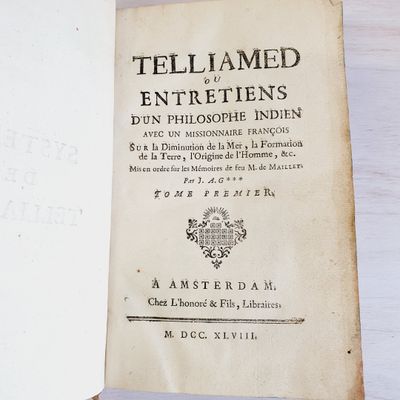 TELLIAMED
OU
ENTRETIENS
D'UN PHILOSOPHE INDIEN
AVEC UN MISSIONNAIRE FRANÇOIS
SUR la Diminution de la Mer, la Formation
de la Terre, l'Origine de l'Homme, &c.
Mis en ordre sur les Mémoires de feu M. de MAILLET.
Par J. A. G***
TOME PREMIER.
À AMSTERDAM,
Chez L'honoré & Fils, Libraires.
M. DCC. XLVIII.